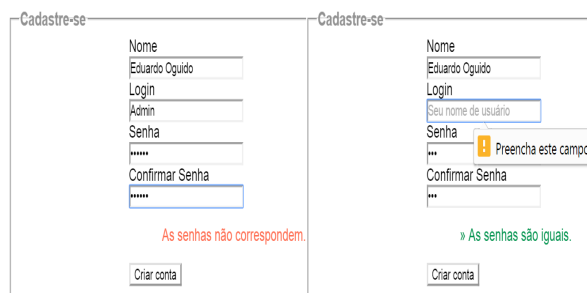 Cadastre-se
Nome
Eduardo Oguido
Login
Admin
Senha
••••••
Confirmar Senha
••••••
As senhas não correspondem.
Criar conta
Cadastre-se
Nome
Eduardo Oguido
Login
Seu nome de usuário
Senha
•••
! Preencha este campo
Confirmar Senha
•••
» As senhas são iguais.
Criar conta